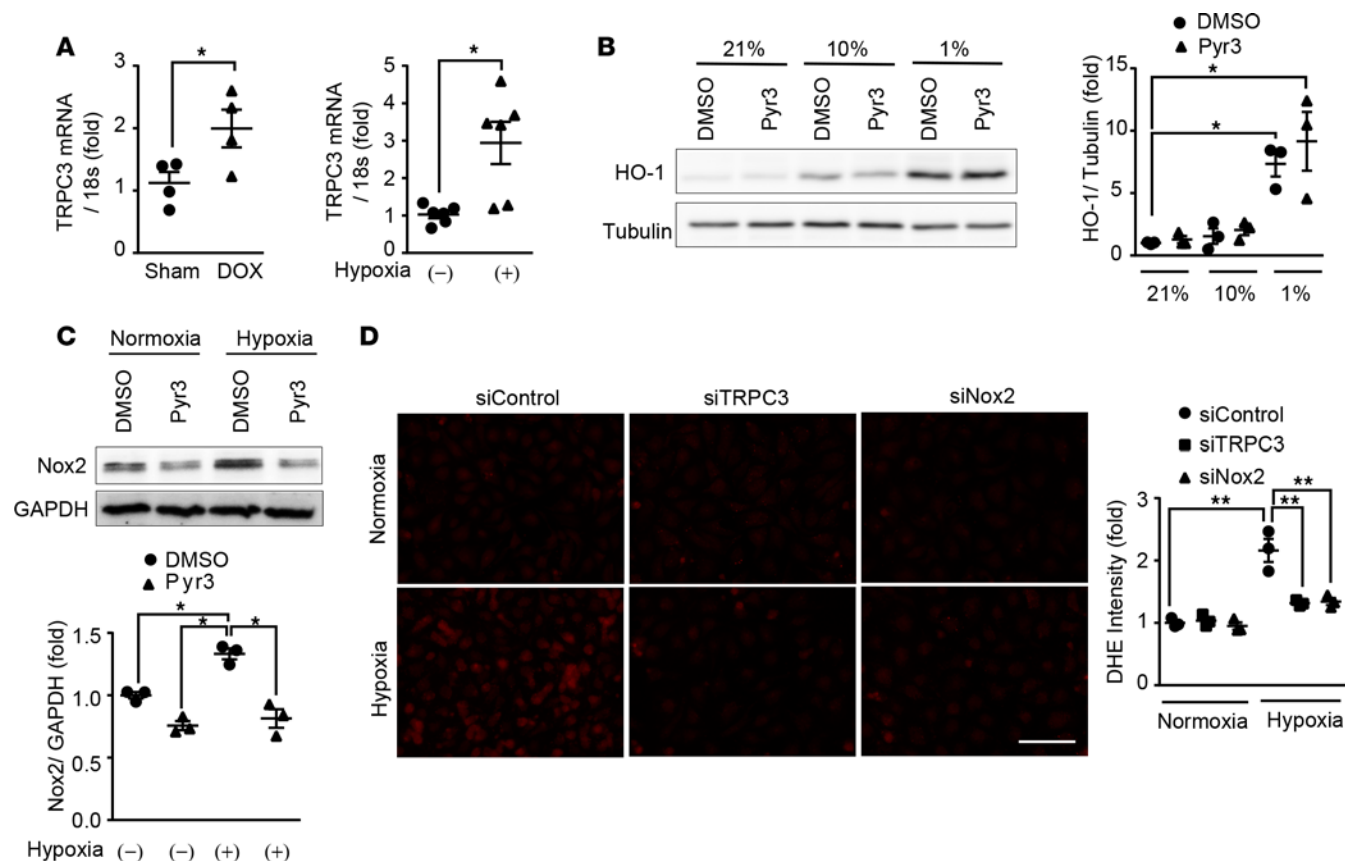 A
TRPC3 mRNA
/ 18s (fold)
3
2
1
0
*
Sham DOX
TRPC3 mRNA
/ 18s (fold)
5
4
3
2
1
0
*
Hypoxia (−) (+)
B
21% 10% 1%
DMSO Pyr3 DMSO Pyr3 DMSO Pyr3
HO-1
Tubulin
DMSO
Pyr3
HO-1/ Tubulin (fold)
15
10
5
0
*
*
21% 10% 1%
C
Normoxia Hypoxia
DMSO Pyr3 DMSO Pyr3
Nox2
GAPDH
DMSO
Pyr3
Nox2/ GAPDH (fold)
1.5
1.0
0.5
0.0
*
* *
Hypoxia (−) (−) (+) (+)
D
siControl siTRPC3 siNox2
Normoxia
Hypoxia
siControl
siTRPC3
siNox2
DHE Intensity (fold)
3
2
1
0
** **
**
Normoxia Hypoxia